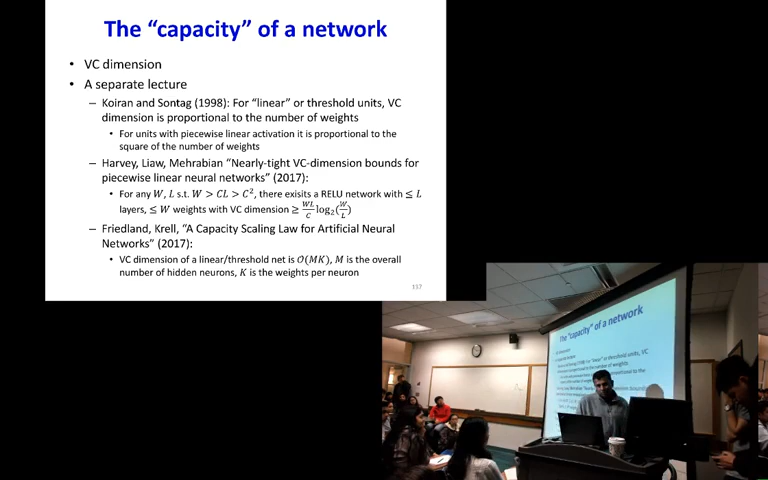 The “capacity” of a network
• VC dimension
• A separate lecture
– Koiran and Sontag (1998): For “linear” or threshold units, VC
dimension is proportional to the number of weights
• For units with piecewise linear activation it is proportional to the
square of the number of weights
– Harvey, Liaw, Mehrabian “Nearly-tight VC-dimension bounds for
piecewise linear neural networks” (2017):
• For any W, L s.t. W > CL > C², there exisits a RELU network with ≤ L
layers, ≤ W weights with VC dimension ≥ WL/C log₂(W/L)
– Friedland, Krell, “A Capacity Scaling Law for Artificial Neural
Networks” (2017):
• VC dimension of a linear/threshold net is O(MK), M is the overall
number of hidden neurons, K is the weights per neuron
117
The “capacity” of a network